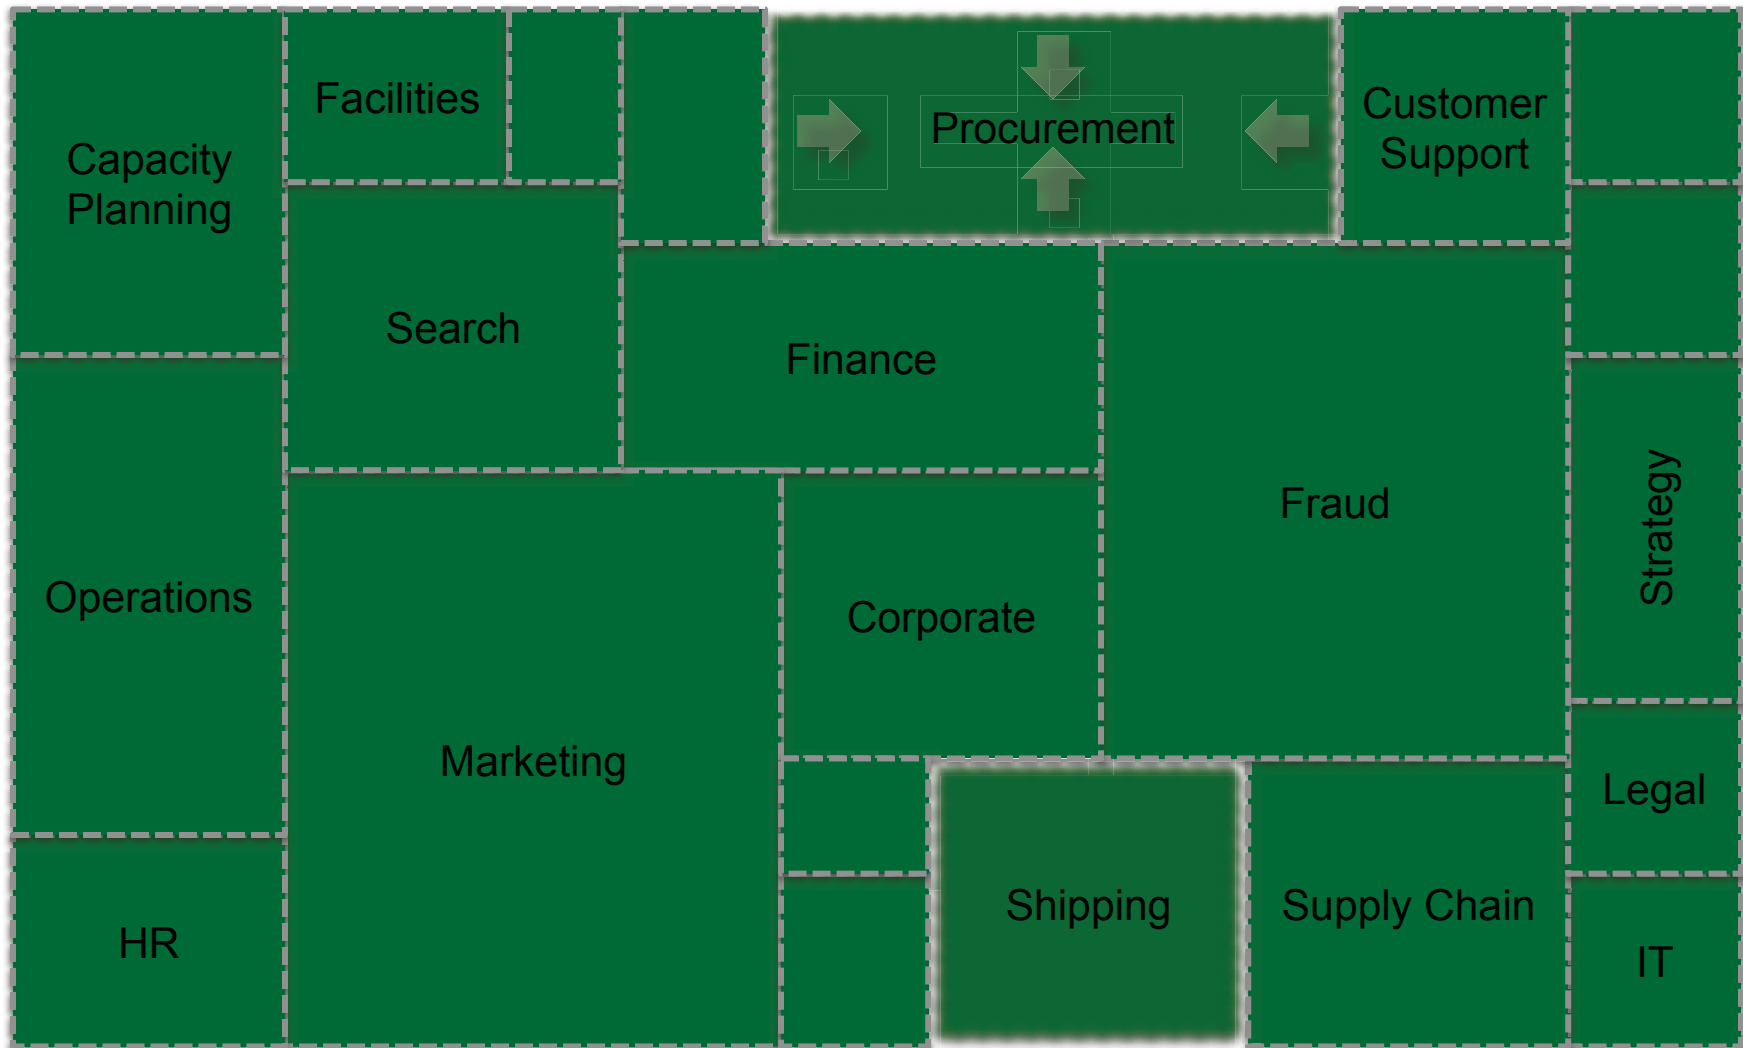 Capacity
Planning
Facilities
Procurement
Customer
Support
Search
Finance
Fraud
Strategy
Operations
Corporate
Marketing
Legal
HR
Shipping
Supply Chain
IT